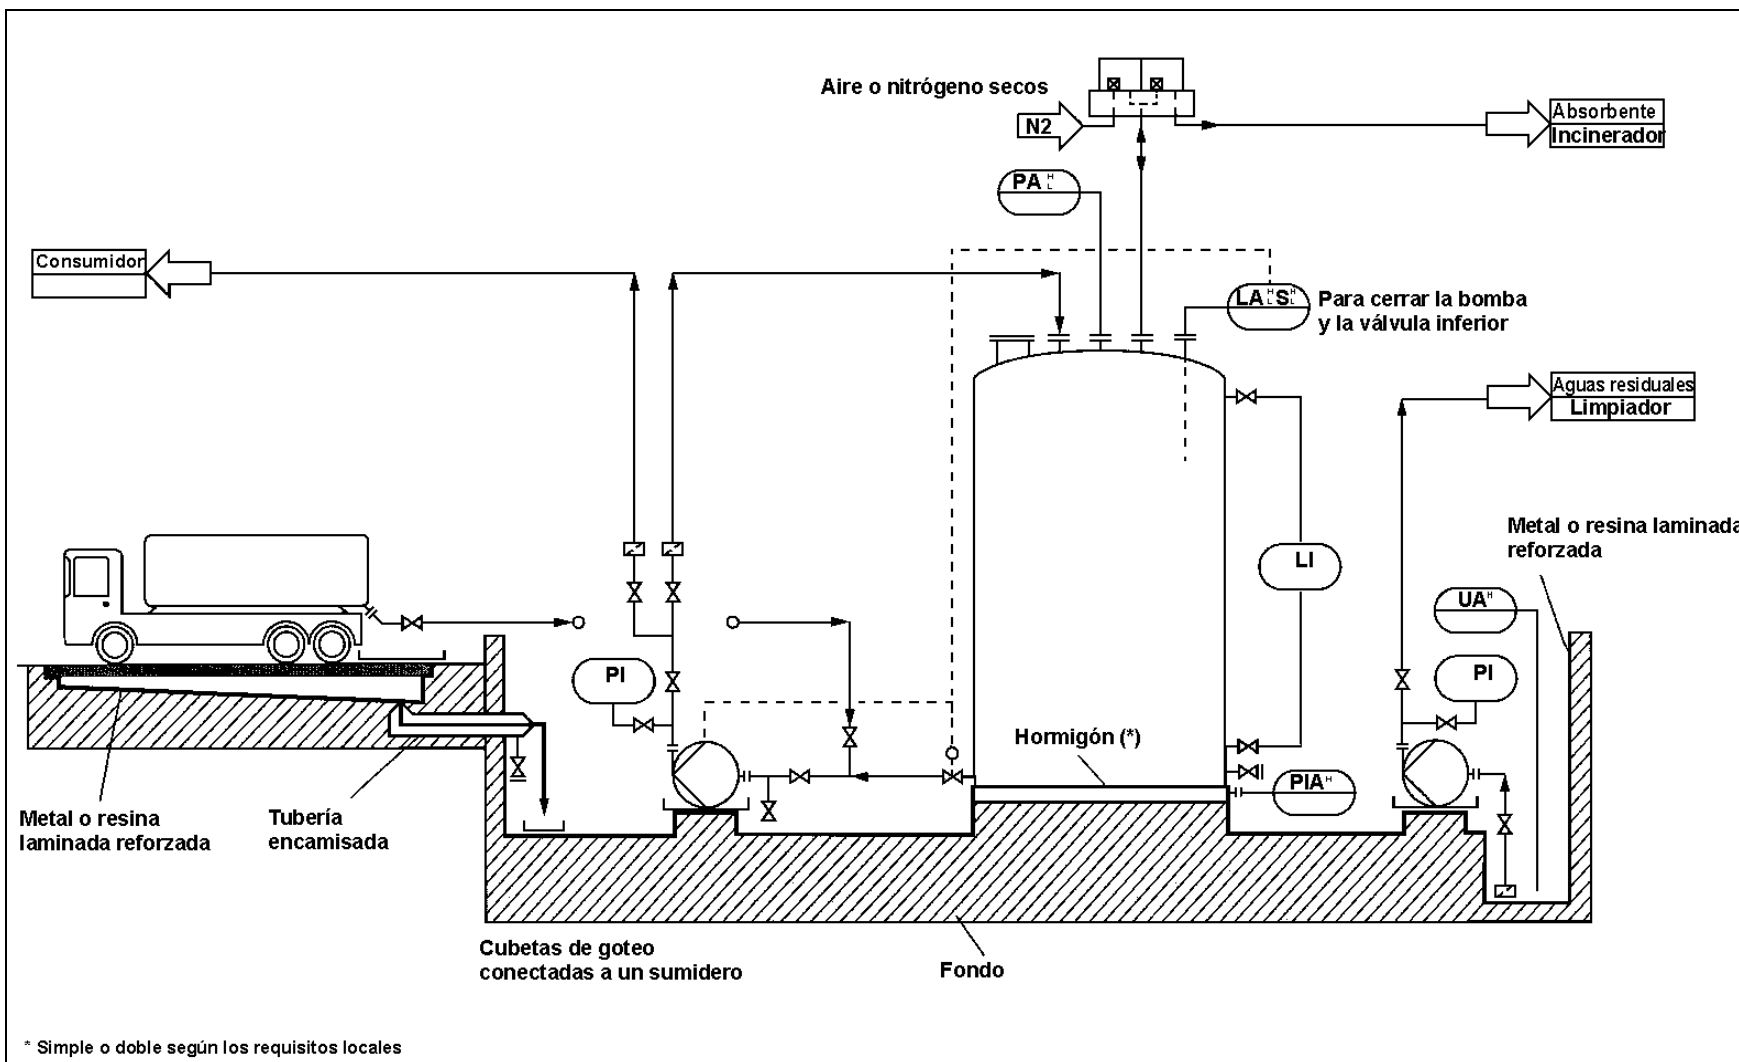 Aire o nitrógeno secos
N2
Absorbente
Incinerador
PA H L
Consumidor
LA H L S H L
Para cerrar la bomba
y la válvula inferior
Aguas residuales
Limpiador
Metal o resina laminada
reforzada
LI
UA H
PI
PI
Hormigón (*)
PIA H
Metal o resina
laminada reforzada
Tubería
encamisada
Cubetas de goteo
conectadas a un sumidero
Fondo
* Simple o doble según los requisitos locales